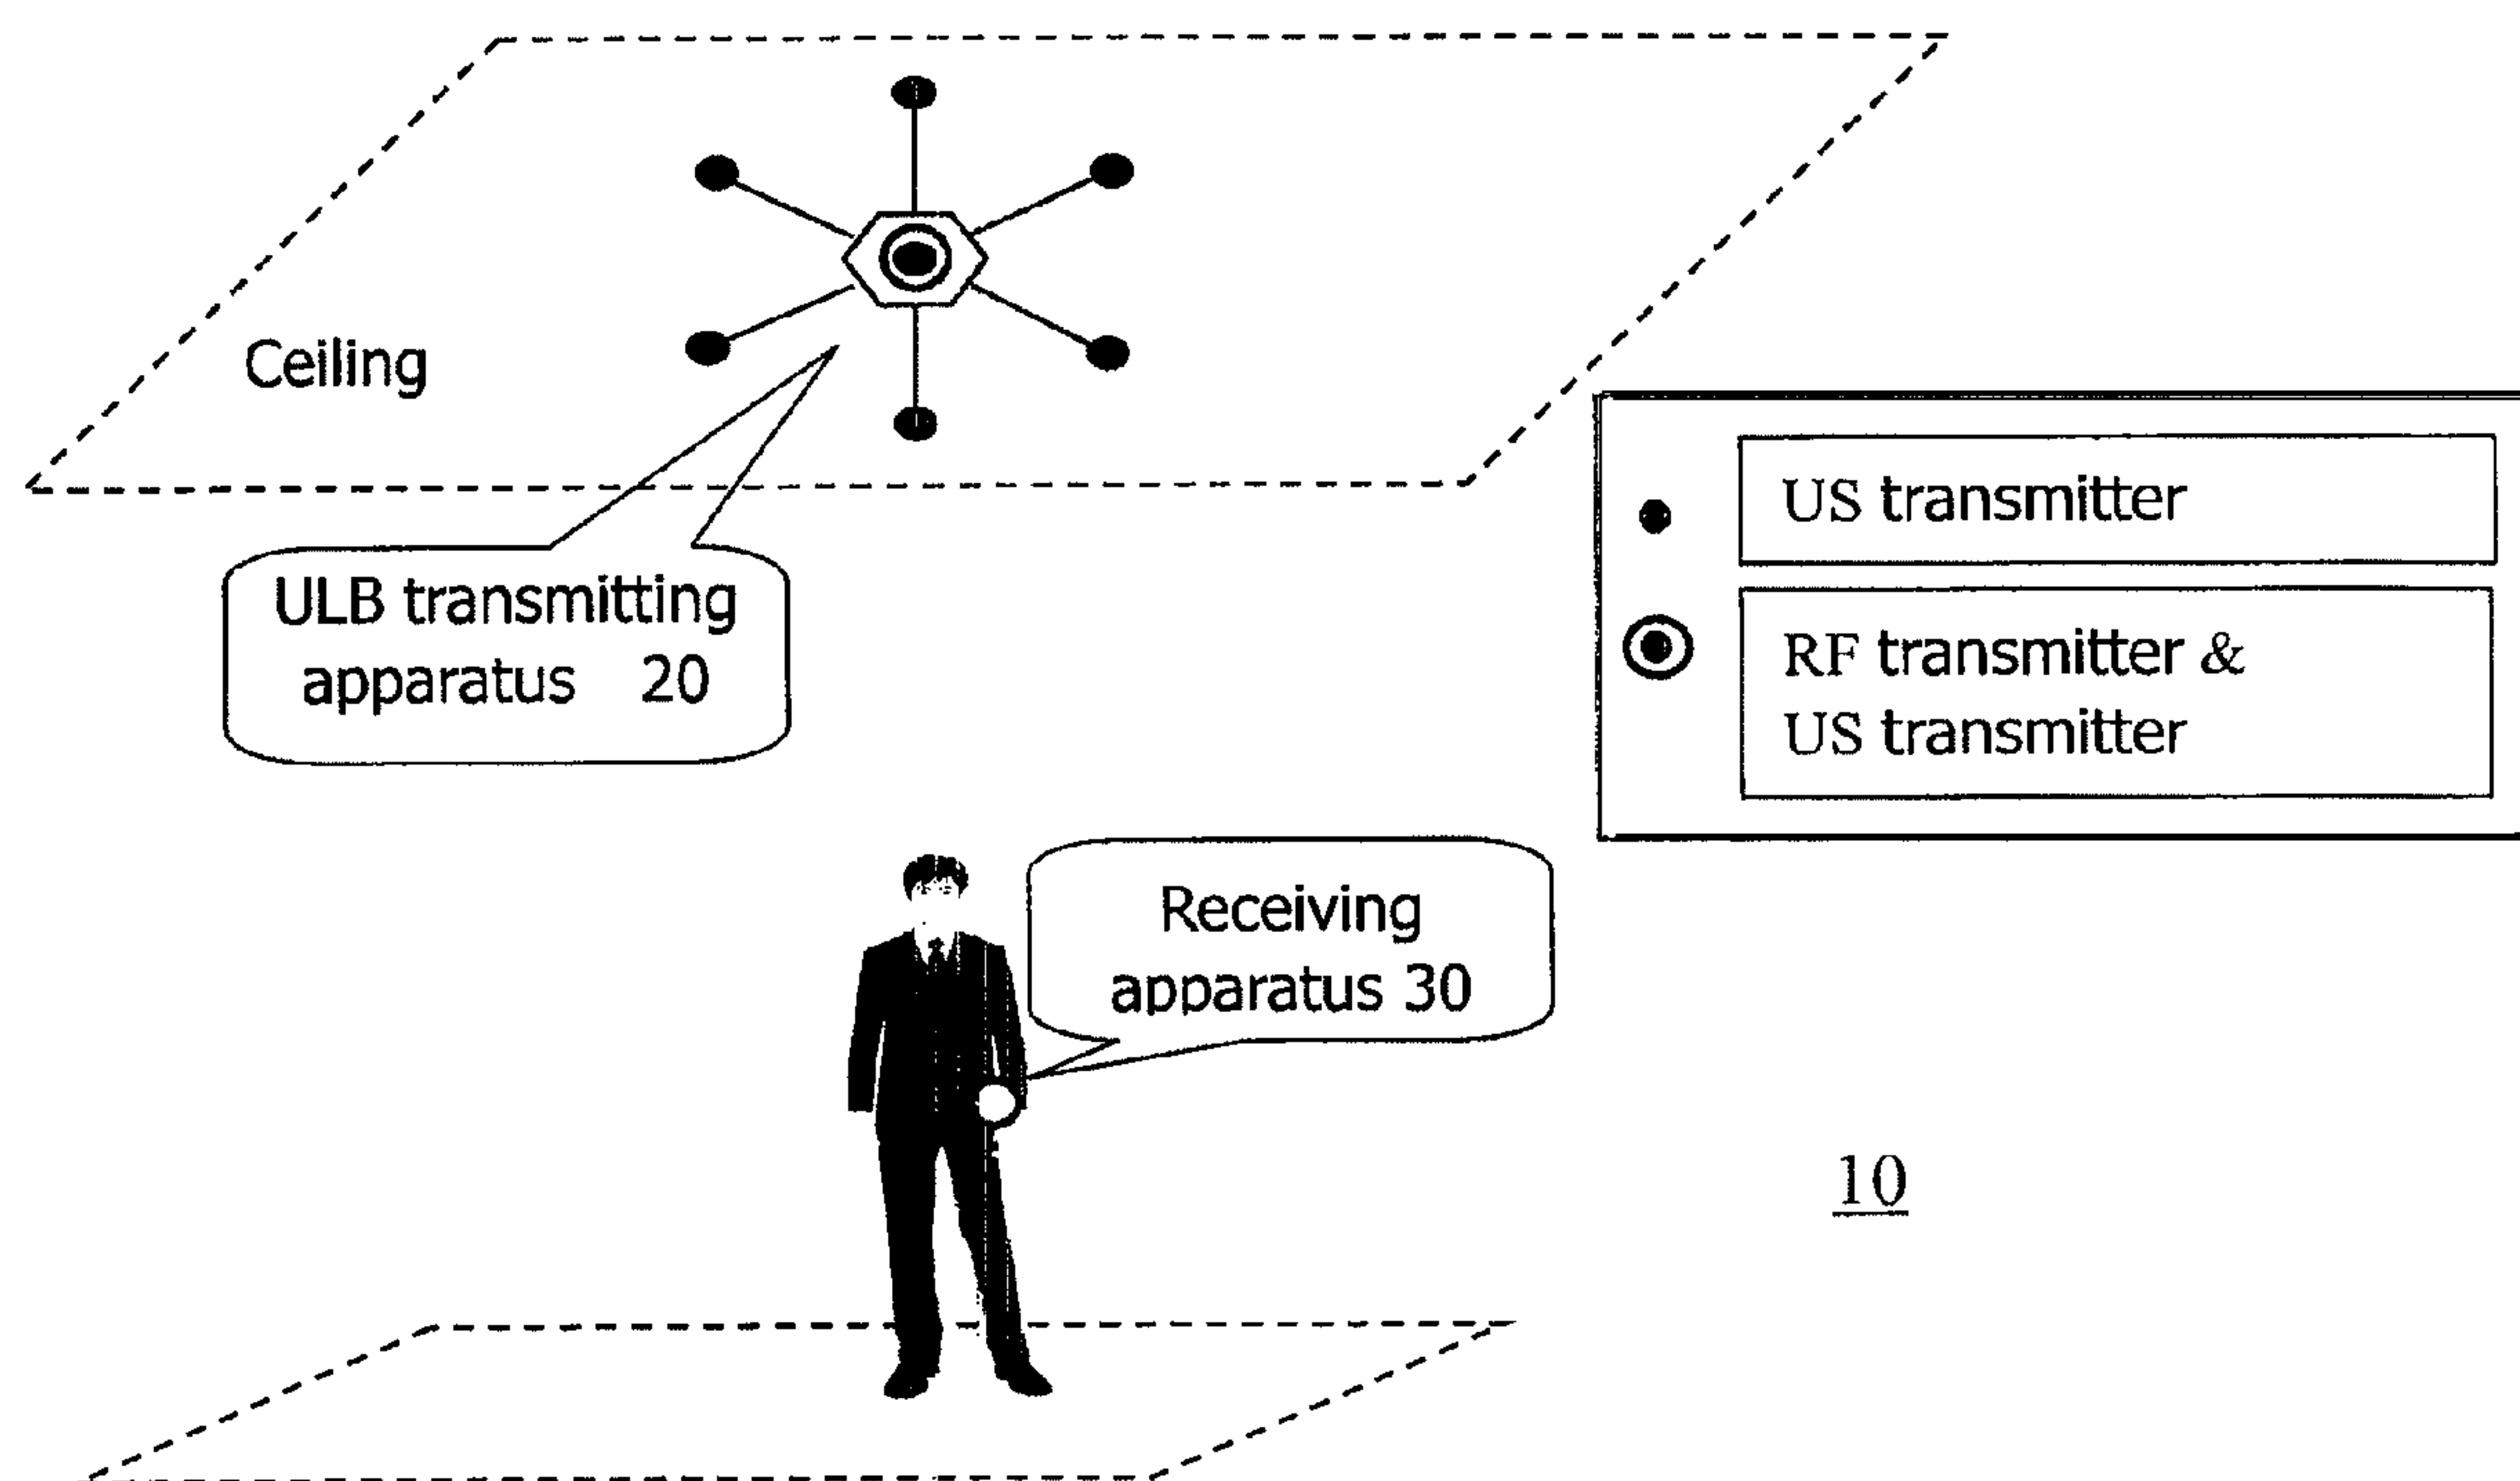 Ceiling
ULB transmitting
apparatus 20
US transmitter
RF transmitter &
US transmitter
Receiving
apparatus 30
10